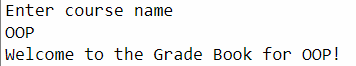 Enter course name
OOP
Welcome to the Grade Book for OOP!